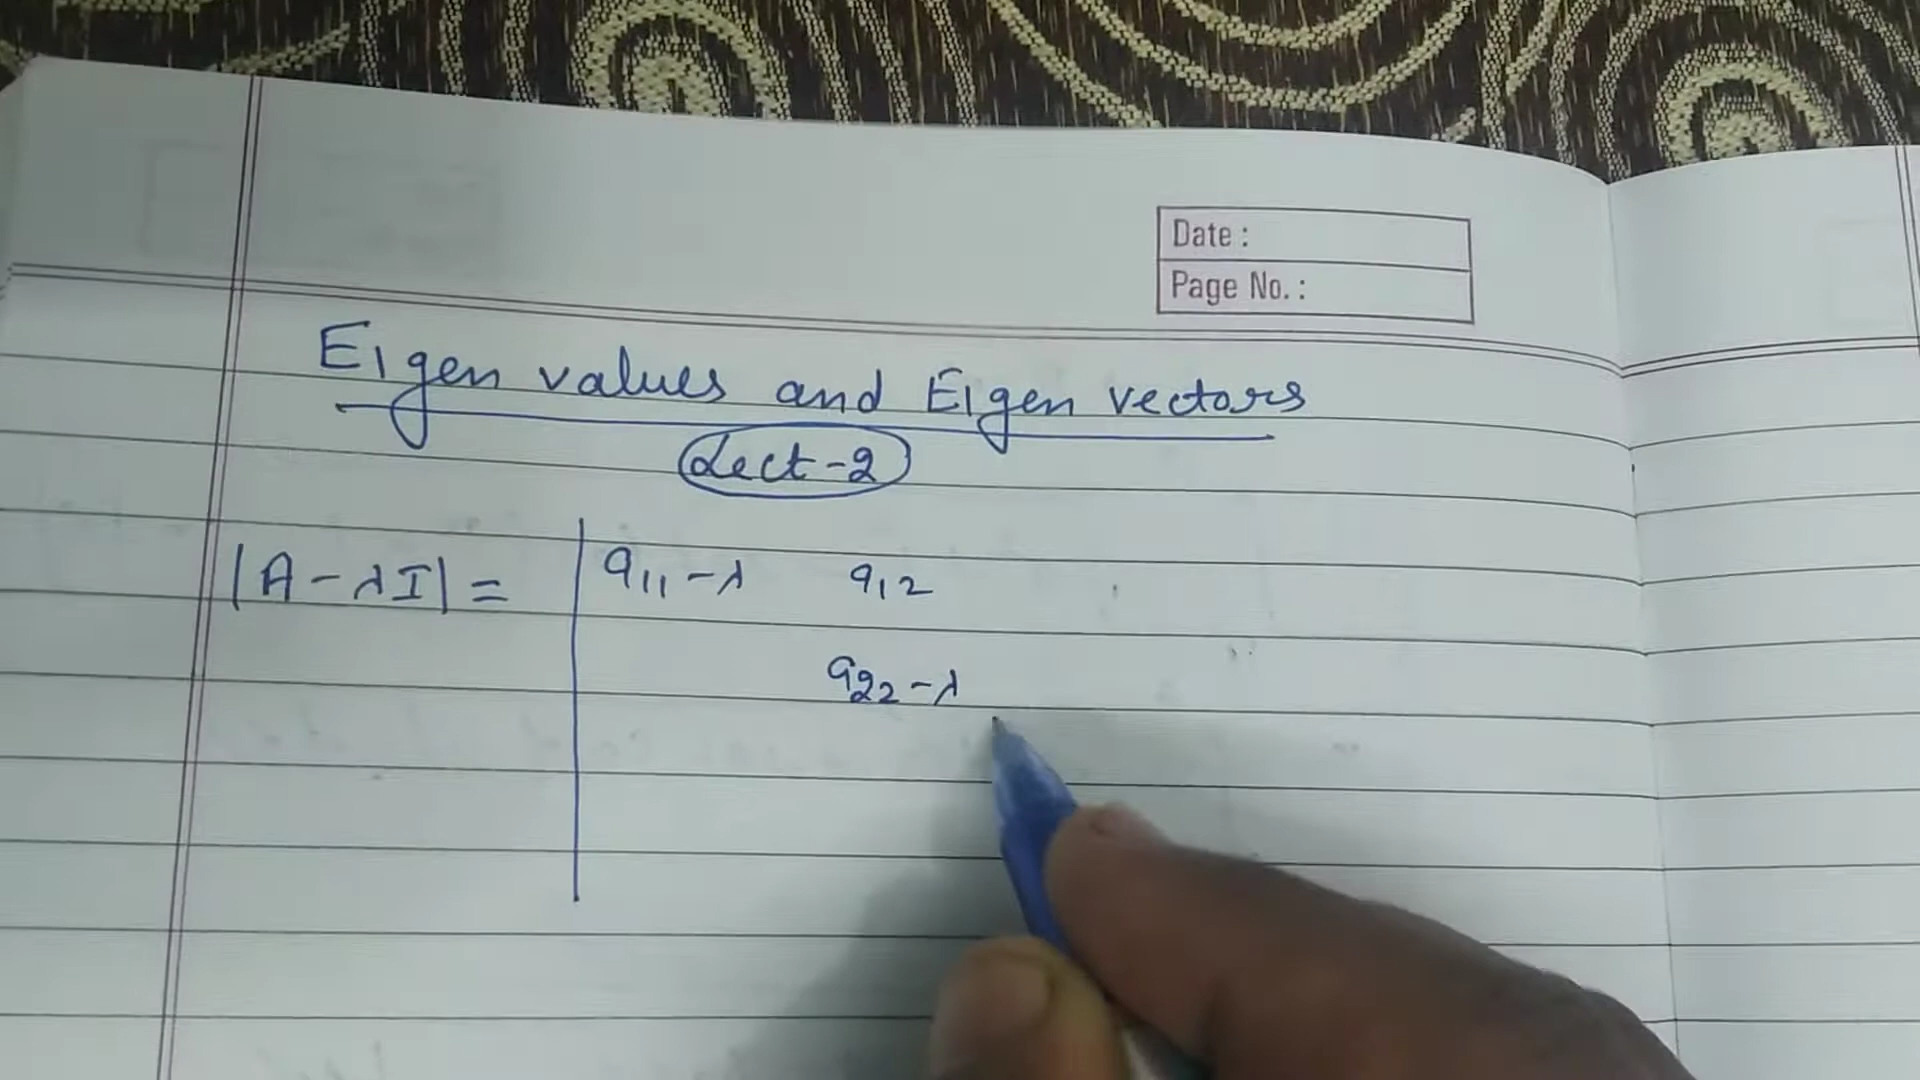 Date :
Page No. :
Eigen values and Eigen vectors
Lect-2
|A - λI| = | a11 - λ a12
a22 - λ